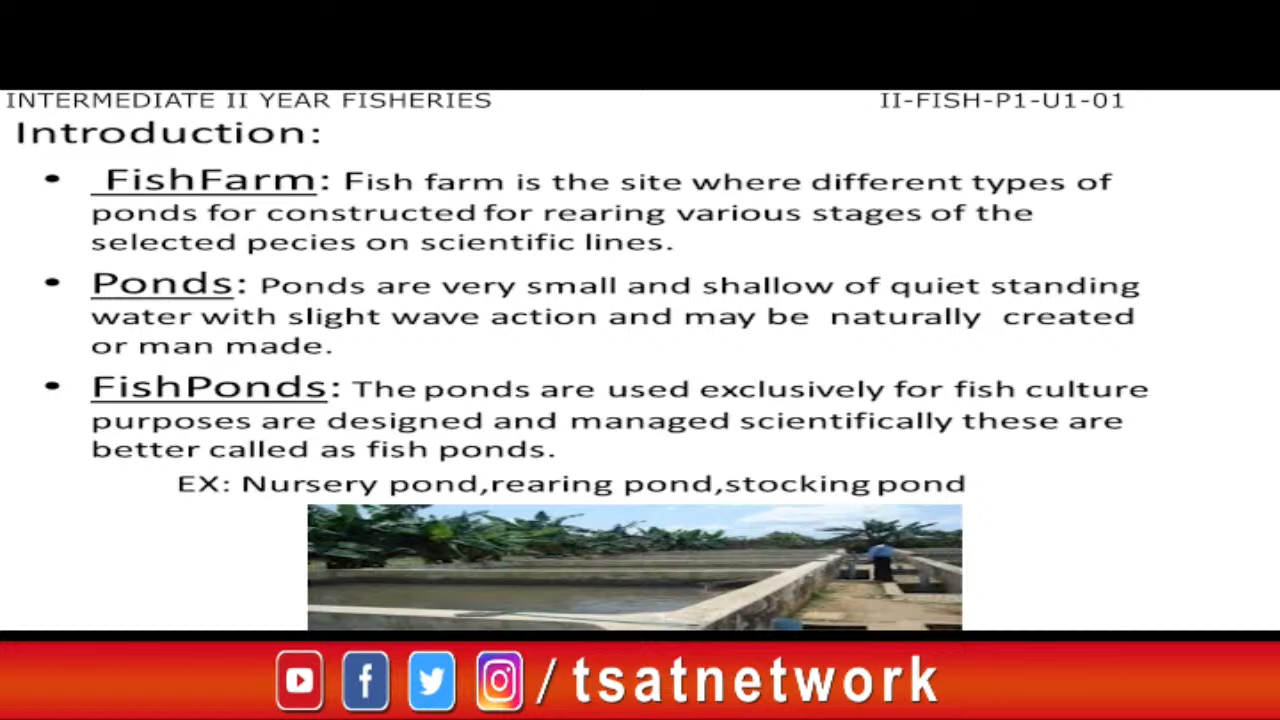 INTERMEDIATE II YEAR FISHERIES II-FISH-P1-U1-01
Introduction:
• FishFarm: Fish farm is the site where different types of
ponds for constructed for rearing various stages of the
selected pecies on scientific lines.
• Ponds: Ponds are very small and shallow of quiet standing
water with slight wave action and may be naturally created
or man made.
• FishPonds: The ponds are used exclusively for fish culture
purposes are designed and managed scientifically these are
better called as fish ponds.
EX: Nursery pond,rearing pond,stocking pond
/tsatnetwork